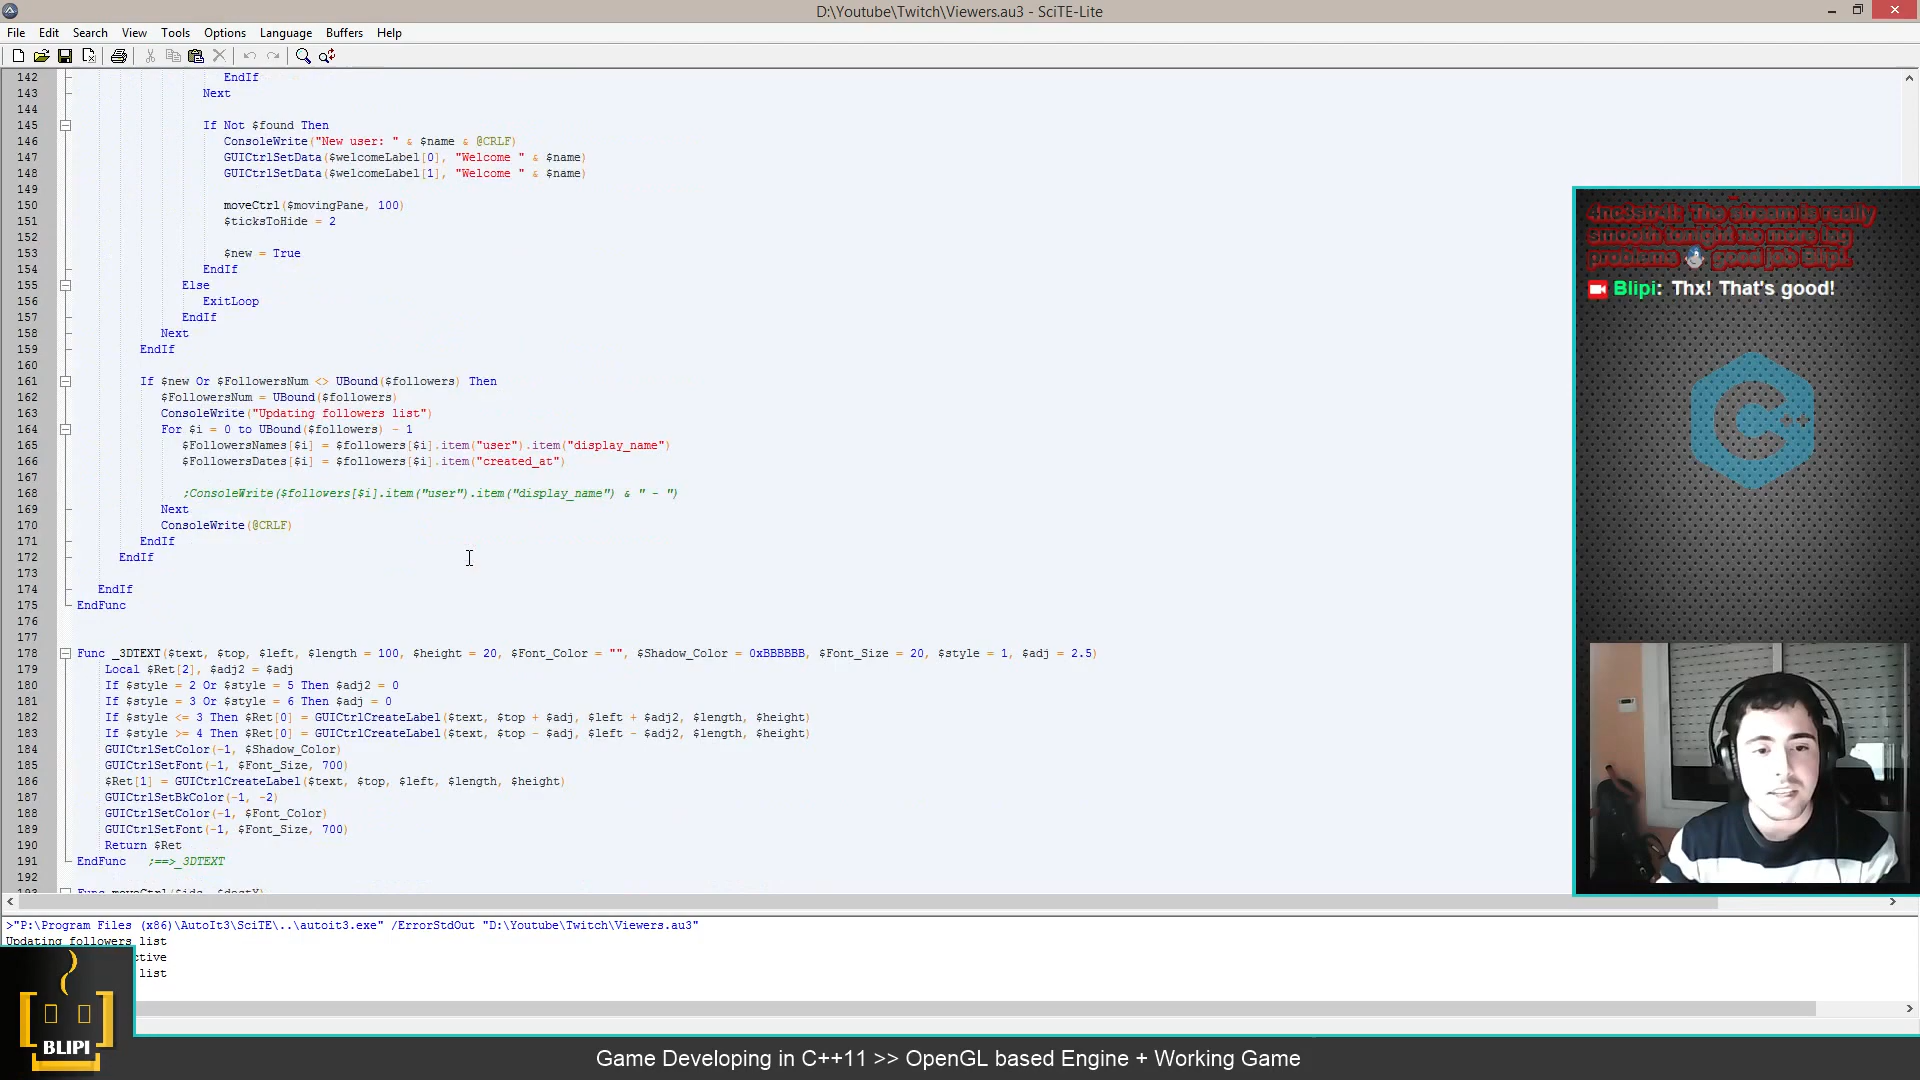 D:\Youtube\Twitch\Viewers.au3 - SciTE-Lite
File Edit Search View Tools Options Language Buffers Help
142 EndIf
143 Next
144
145 If Not $found Then
146 ConsoleWrite("New user: " & $name & @CRLF)
147 GUICtrlSetData($welcomeLabel[0], "Welcome " & $name)
148 GUICtrlSetData($welcomeLabel[1], "Welcome " & $name)
149
150 moveCtrl($movingPane, 100)
151 $ticksToHide = 2
152
153 $new = True
154 EndIf
155 Else
156 ExitLoop
157 EndIf
158 Next
159 EndIf
160
161 If $new Or $FollowersNum <> UBound($followers) Then
162 $FollowersNum = UBound($followers)
163 ConsoleWrite("Updating followers list")
164 For $i = 0 to UBound($followers) - 1
165 $FollowersNames[$i] = $followers[$i].item("user").item("display_name")
166 $FollowersDates[$i] = $followers[$i].item("created_at")
167
168 ;ConsoleWrite($followers[$i].item("user").item("display_name") & " - ")
169 Next
170 ConsoleWrite(@CRLF)
171 EndIf
172 EndIf
173
174 EndIf
175 EndFunc
176
177
178 Func _3DTEXT($text, $top, $left, $length = 100, $height = 20, $Font_Color = "", $Shadow_Color = 0xBBBBBB, $Font_Size = 20, $style = 1, $adj = 2.5)
179 Local $Ret[2], $adj2 = $adj
180 If $style = 2 Or $style = 5 Then $adj2 = 0
181 If $style = 3 Or $style = 6 Then $adj = 0
182 If $style <= 3 Then $Ret[0] = GUICtrlCreateLabel($text, $top + $adj, $left + $adj2, $length, $height)
183 If $style >= 4 Then $Ret[0] = GUICtrlCreateLabel($text, $top - $adj, $left - $adj2, $length, $height)
184 GUICtrlSetColor(-1, $Shadow_Color)
185 GUICtrlSetFont(-1, $Font_Size, 700)
186 $Ret[1] = GUICtrlCreateLabel($text, $top, $left, $length, $height)
187 GUICtrlSetBkColor(-1, -2)
188 GUICtrlSetColor(-1, $Font_Color)
189 GUICtrlSetFont(-1, $Font_Size, 700)
190 Return $Ret
191 EndFunc ;==>_3DTEXT
192
193 Func moveCtrl($idc, $destX)
>"P:\Program Files (x86)\AutoIt3\SciTE\..\autoit3.exe" /ErrorStdOut "D:\Youtube\Twitch\Viewers.au3"
Updating followers list
ctive
list
The stream is really
smooth tonight no more lag
problems good job Blipi.
Blipi: Thx! That's good!
C++
BLIPI
Game Developing in C++11 >> OpenGL based Engine + Working Game